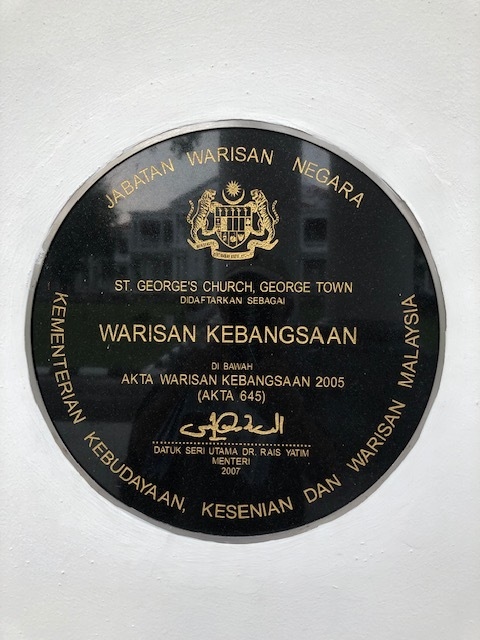 JABATAN WARISAN NEGARA
ST. GEORGE'S CHURCH, GEORGE TOWN
DIDAFTARKAN SEBAGAI
WARISAN KEBANGSAAN
DI BAWAH
AKTA WARISAN KEBANGSAAN 2005
(AKTA 645)
DATUK SERI UTAMA DR. RAIS YATIM
MENTERI
2007
KEMENTERIAN KEBUDAYAAN, KESENIAN DAN WARISAN MALAYSIA